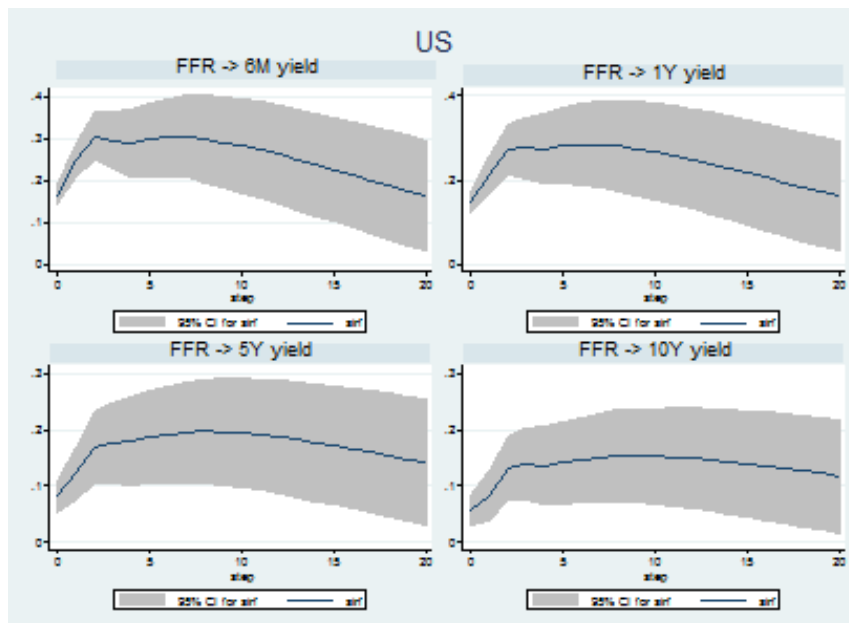 US
FFR -> 6M yield
.4
.3
.2
.1
0
0 5 10 15 20
step
95% CI for sirf sirf
FFR -> 1Y yield
.4
.3
.2
.1
0
0 5 10 15 20
step
95% CI for sirf sirf
FFR -> 5Y yield
.3
.2
.1
0
0 5 10 15 20
step
95% CI for sirf sirf
FFR -> 10Y yield
.3
.2
.1
0
0 5 10 15 20
step
95% CI for sirf sirf